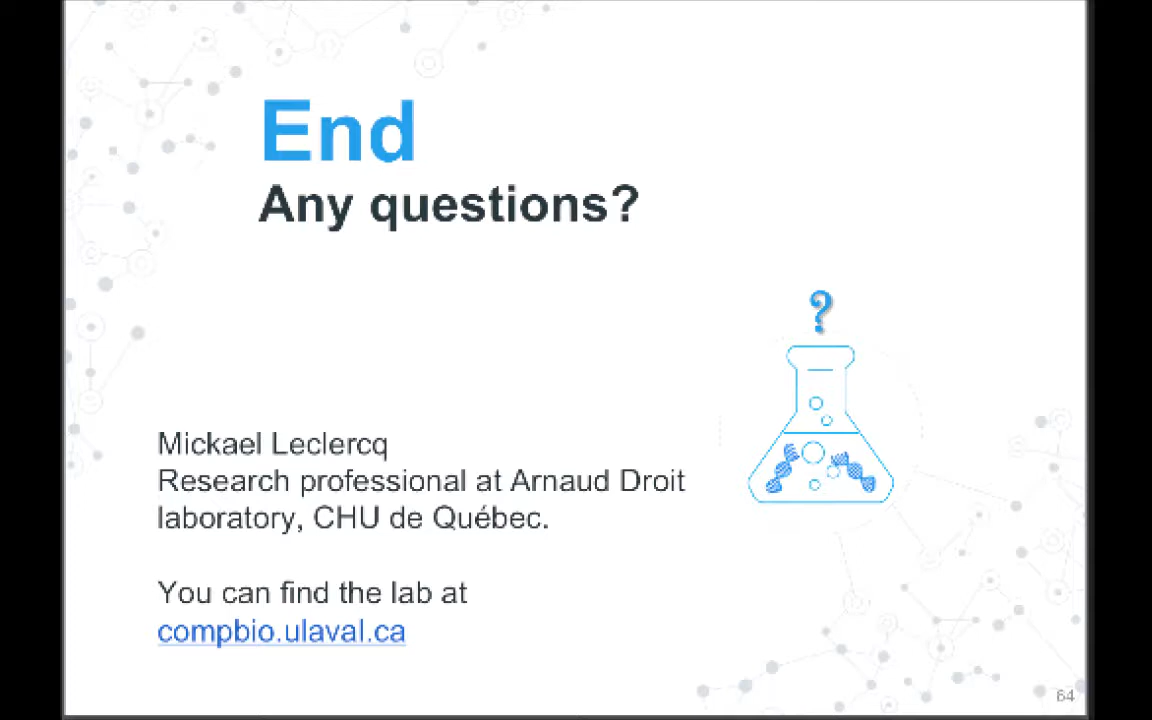 End
Any questions?
?
Mickael Leclercq
Research professional at Arnaud Droit
laboratory, CHU de Québec.
You can find the lab at
compbio.ulaval.ca
64